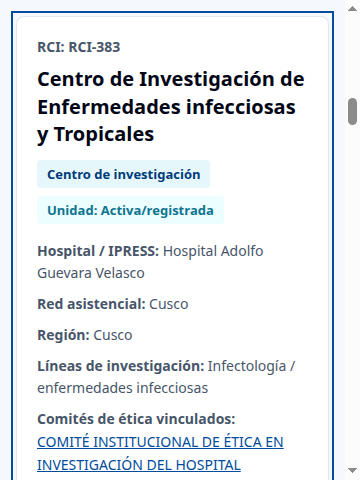 RCI: RCI-383
Centro de Investigación de
Enfermedades infecciosas
y Tropicales
Centro de investigación
Unidad: Activa/registrada
Hospital / IPRESS: Hospital Adolfo
Guevara Velasco
Red asistencial: Cusco
Región: Cusco
Líneas de investigación: Infectología /
enfermedades infecciosas
Comités de ética vinculados:
COMITÉ INSTITUCIONAL DE ÉTICA EN
INVESTIGACIÓN DEL HOSPITAL